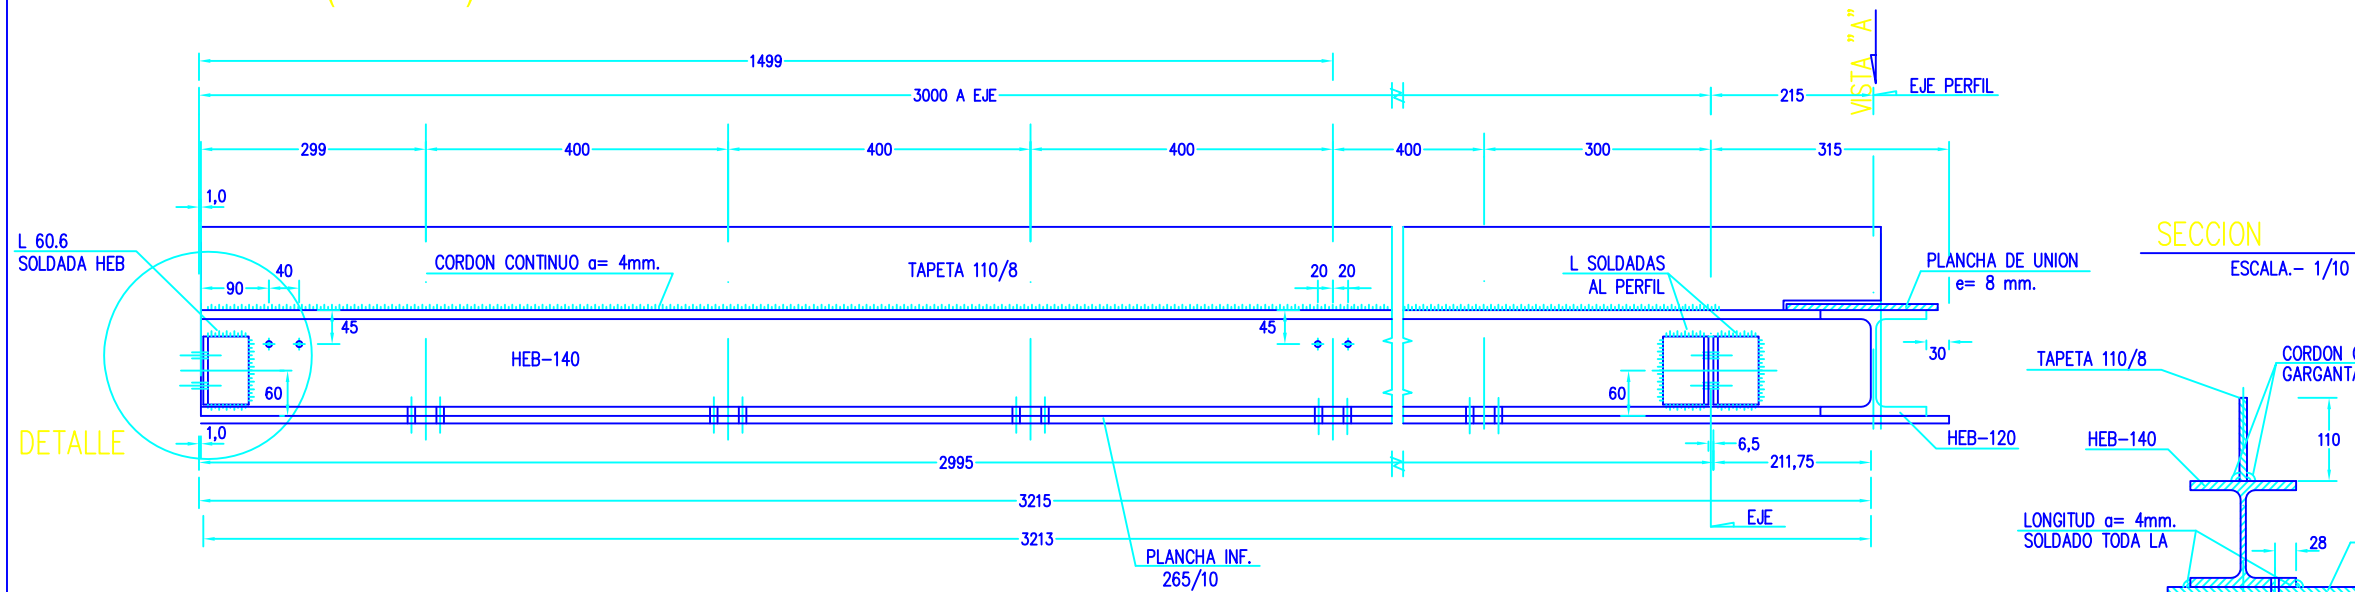 VISTA "A"
1499
3000 A EJE
215
EJE PERFIL
299
400
400
400
400
300
315
1,0
L 60.6
SOLDADA HEB
40
90
CORDON CONTINUO a= 4mm.
TAPETA 110/8
20
20
L SOLDADAS
AL PERFIL
PLANCHA DE UNION
e= 8 mm.
SECCION
ESCALA.- 1/10
45
45
HEB-140
60
60
30
TAPETA 110/8
CORDON
HEB-140
110
DETALLE
1,0
2995
6,5
211,75
HEB-120
3215
EJE
3213
PLANCHA INF.
265/10
LONGITUD a= 4mm.
SOLDADO TODA LA
28